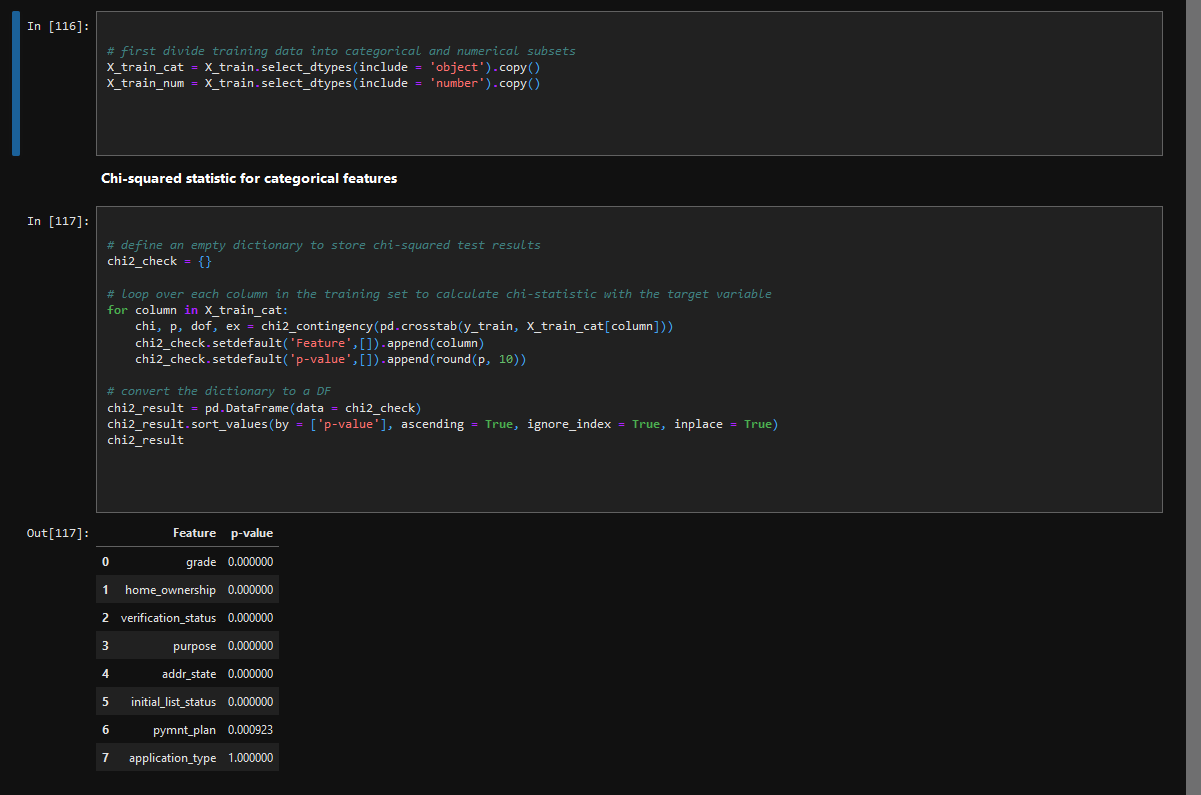 In [116]:
# first divide training data into categorical and numerical subsets
X_train_cat = X_train.select_dtypes(include = 'object').copy()
X_train_num = X_train.select_dtypes(include = 'number').copy()
Chi-squared statistic for categorical features
In [117]:
# define an empty dictionary to store chi-squared test results
chi2_check = {}
# loop over each column in the training set to calculate chi-statistic with the target variable
for column in X_train_cat:
    chi, p, dof, ex = chi2_contingency(pd.crosstab(y_train, X_train_cat[column]))
    chi2_check.setdefault('Feature',[]).append(column)
    chi2_check.setdefault('p-value',[]).append(round(p, 10))
# convert the dictionary to a DF
chi2_result = pd.DataFrame(data = chi2_check)
chi2_result.sort_values(by = ['p-value'], ascending = True, ignore_index = True, inplace = True)
chi2_result
Out[117]:
Feature p-value
0 grade 0.000000
1 home_ownership 0.000000
2 verification_status 0.000000
3 purpose 0.000000
4 addr_state 0.000000
5 initial_list_status 0.000000
6 pymnt_plan 0.000923
7 application_type 1.000000